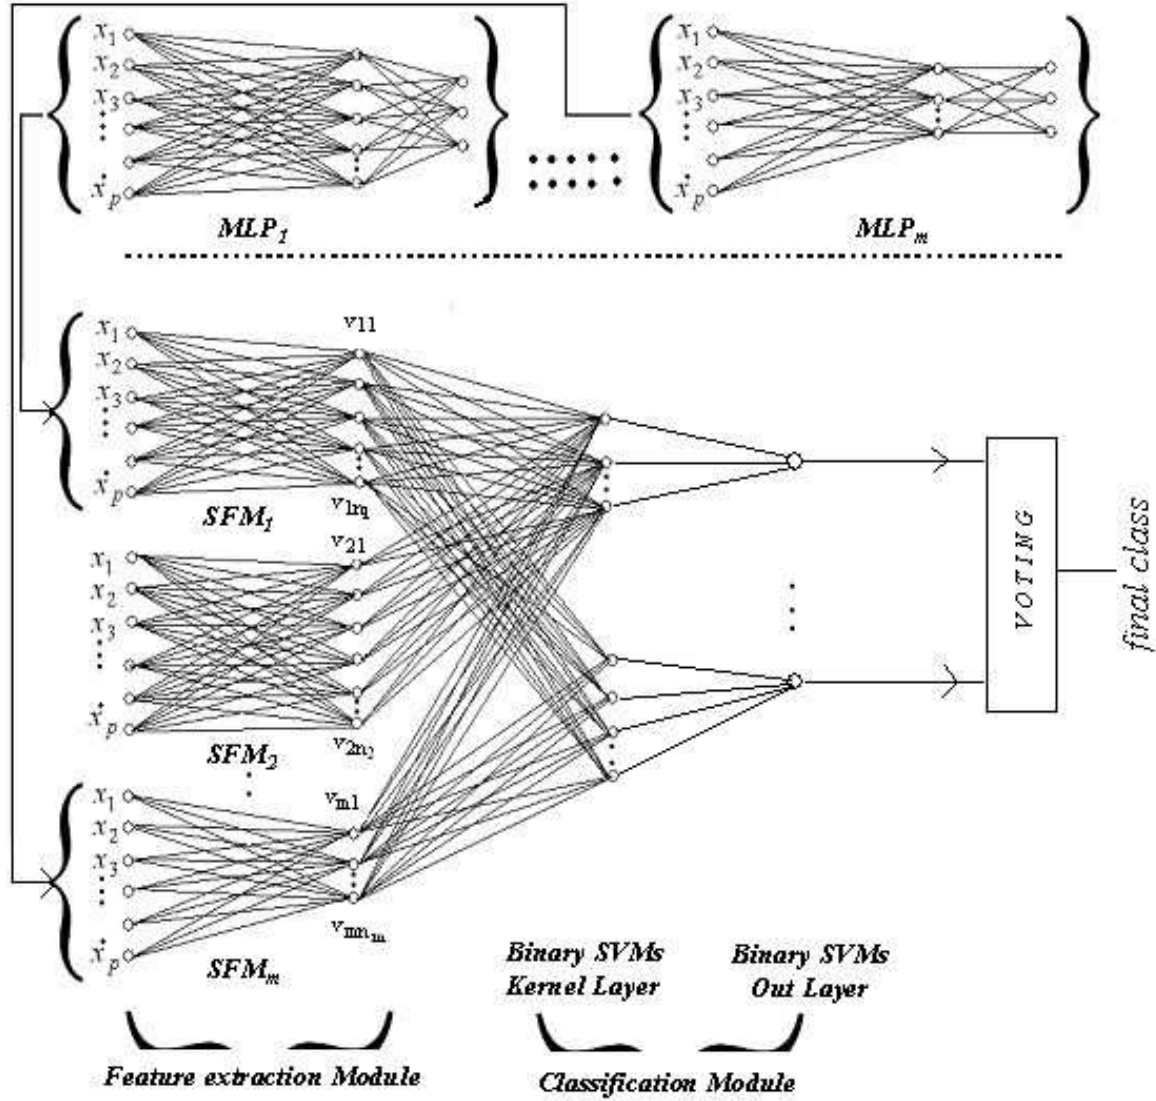 x1
x2
x3
xp
MLP1
x1
x2
x3
xp
MLPm
x1
x2
x3
xp
v11
v1n1
SFM1
x1
x2
x3
xp
v21
v2n2
SFM2
x1
x2
x3
xp
vm1
vmnm
SFMm
VOTING
final class
Binary SVMs
Kernel Layer
Binary SVMs
Out Layer
Feature extraction Module
Classification Module